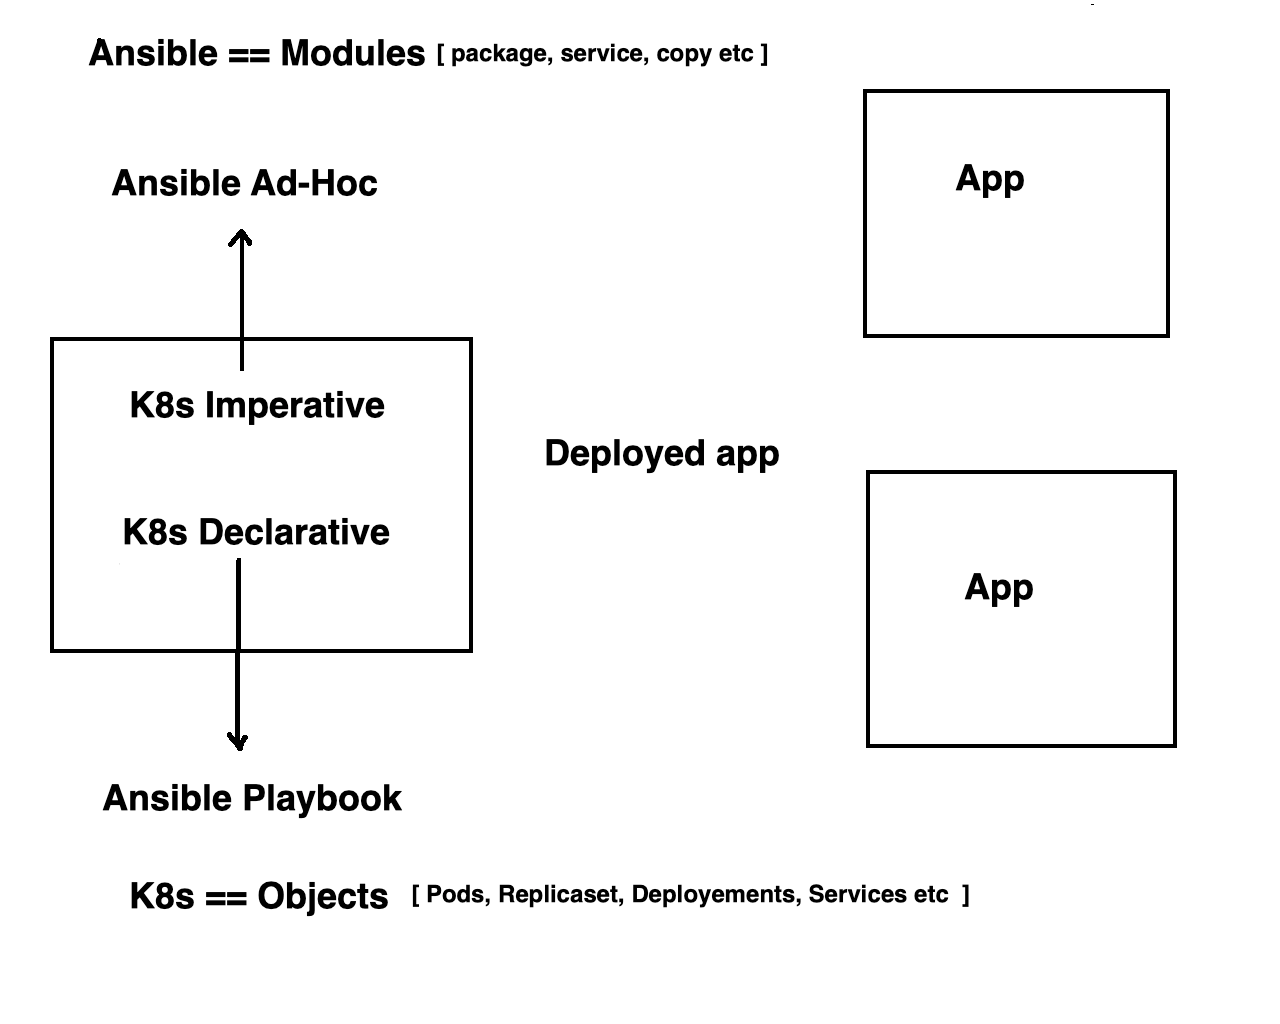 Ansible == Modules [ package, service, copy etc ]
App
Ansible Ad-Hoc
K8s Imperative
Deployed app
K8s Declarative
App
Ansible Playbook
K8s == Objects [ Pods, Replicaset, Deployements, Services etc ]